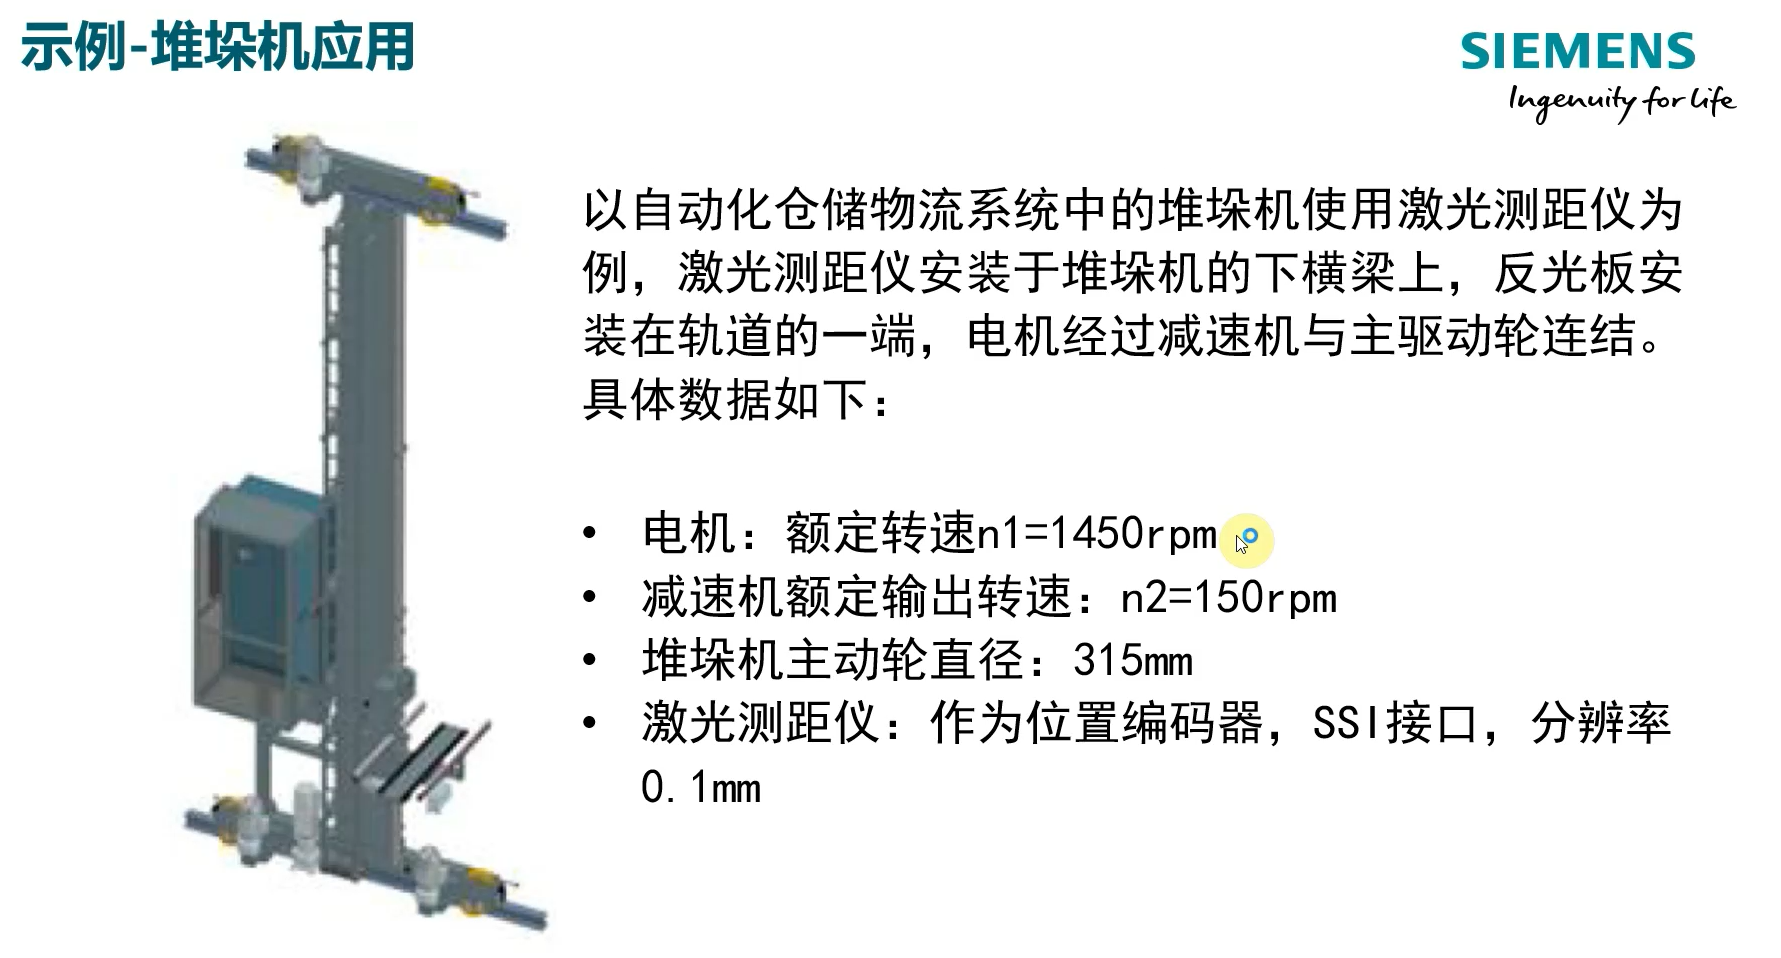 示例-堆垛机应用
SIEMENS
Ingenuity for life
以自动化仓储物流系统中的堆垛机使用激光测距仪为
例，激光测距仪安装于堆垛机的下横梁上，反光板安
装在轨道的一端，电机经过减速机与主驱动轮连结。
具体数据如下：
• 电机：额定转速n1=1450rpm
• 减速机额定输出转速：n2=150rpm
• 堆垛机主动轮直径：315mm
• 激光测距仪：作为位置编码器，SSI接口，分辨率
0.1mm